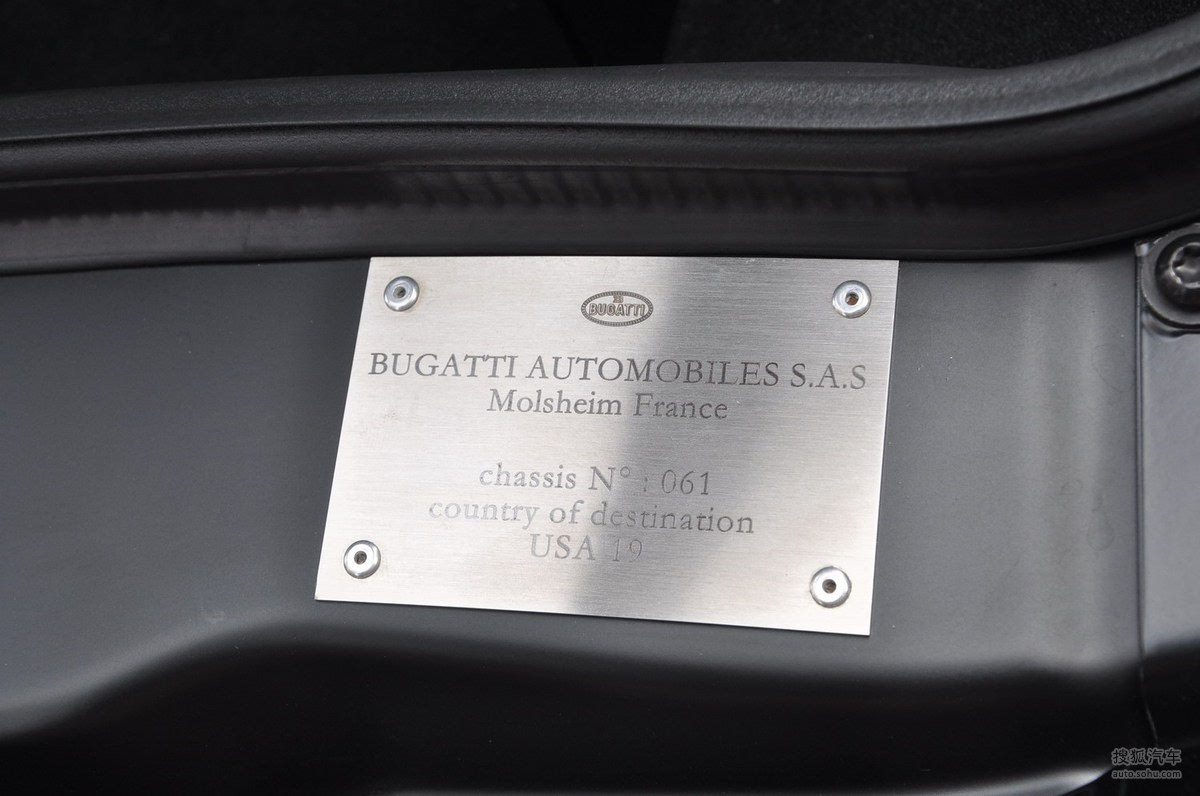 EB
BUGATTI
BUGATTI AUTOMOBILES S.A.S
Molsheim France
chassis N° : 061
country of destination
USA 19
搜狐汽车
auto.sohu.com